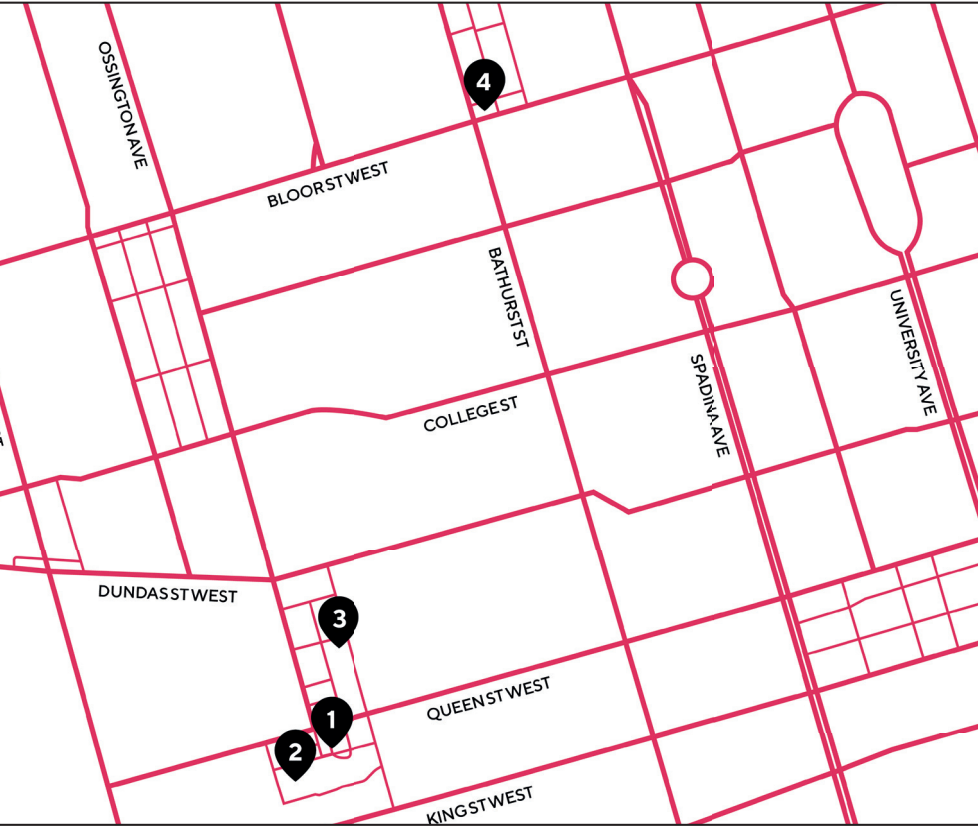 OSSINGTON AVE
4
BLOOR ST WEST
BATHURST ST
UNIVERSITY AVE
SPADINA AVE
COLLEGE ST
DUNDAS ST WEST
3
QUEEN ST WEST
1
2
KING ST WEST